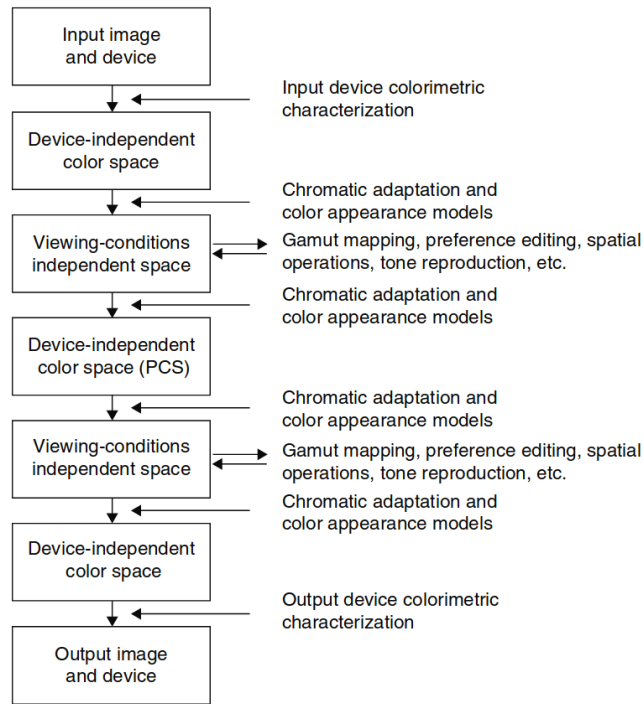 Input image
and device
Input device colorimetric
characterization
Device-independent
color space
Chromatic adaptation and
color appearance models
Viewing-conditions
independent space
Gamut mapping, preference editing, spatial
operations, tone reproduction, etc.
Chromatic adaptation and
color appearance models
Device-independent
color space (PCS)
Chromatic adaptation and
color appearance models
Viewing-conditions
independent space
Gamut mapping, preference editing, spatial
operations, tone reproduction, etc.
Chromatic adaptation and
color appearance models
Device-independent
color space
Output device colorimetric
characterization
Output image
and device